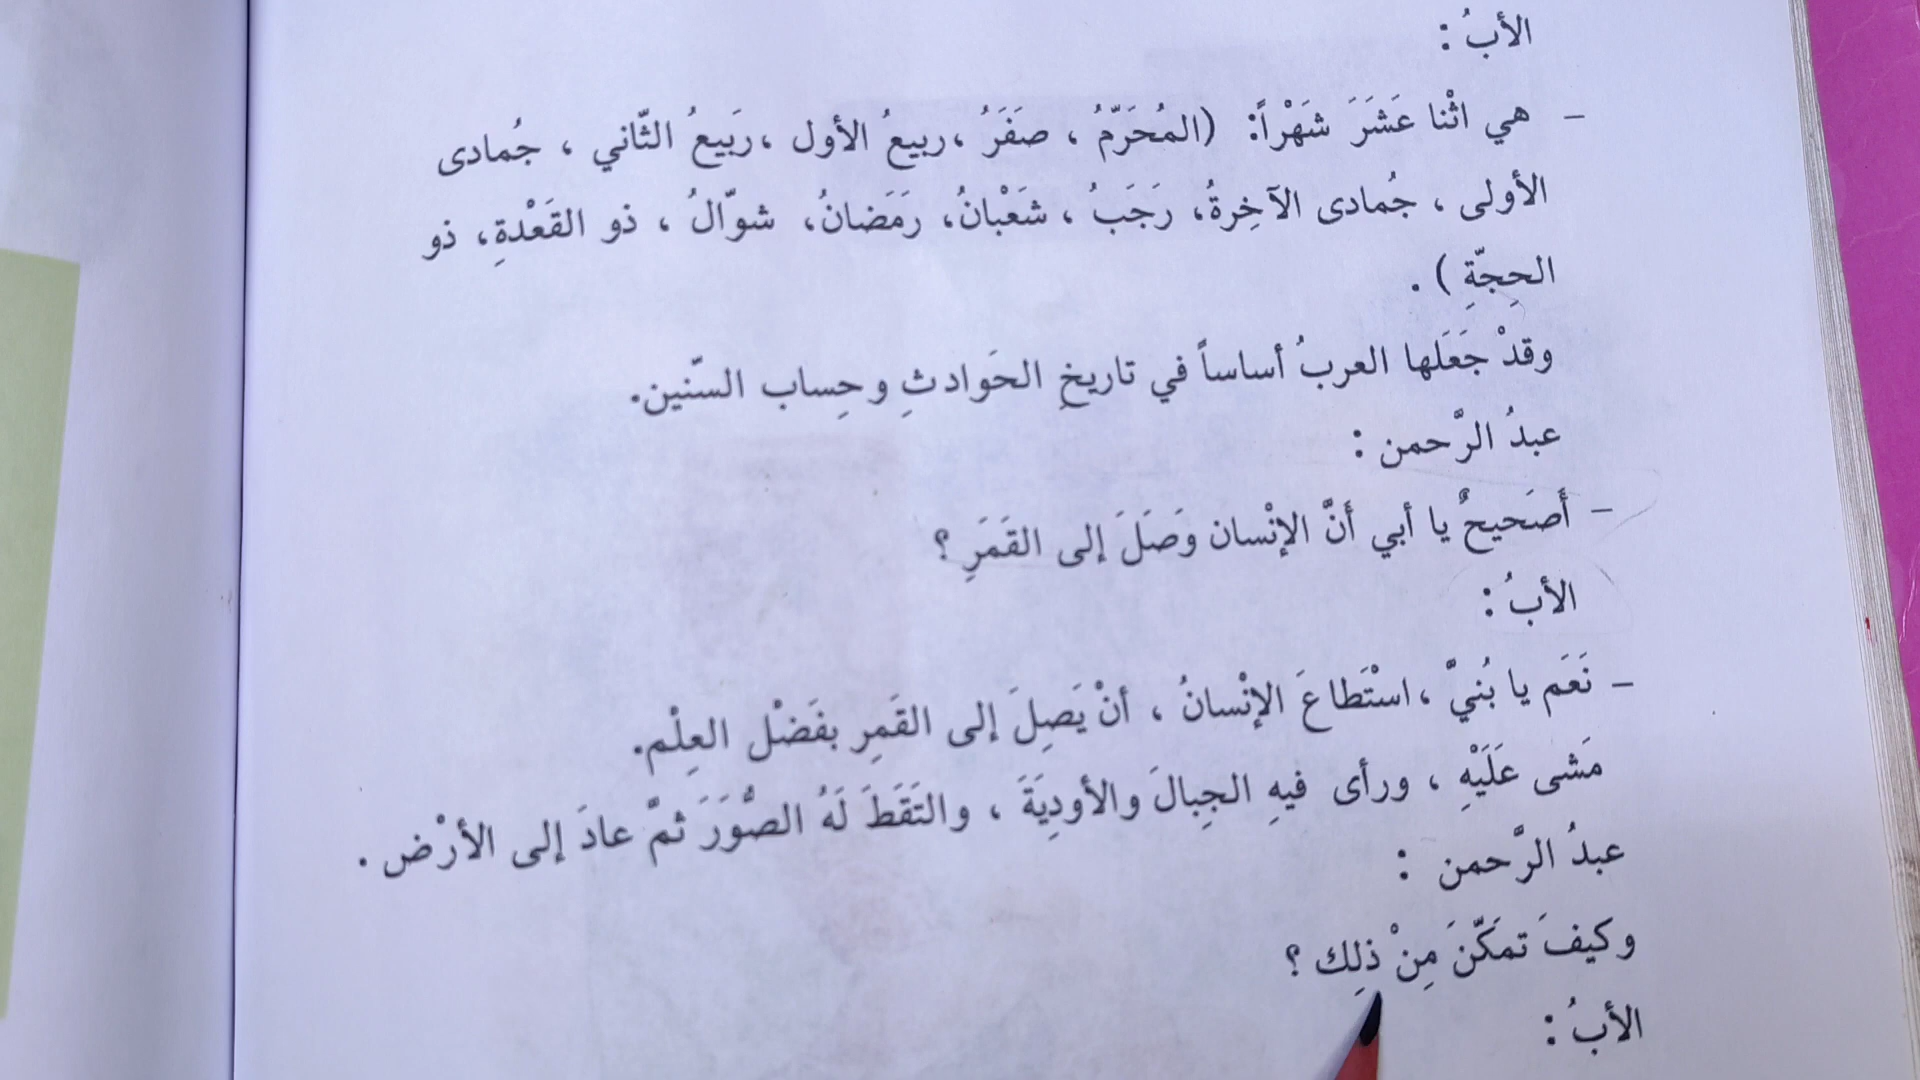 الأبُ :
– هي اثْنا عَشَرَ شَهْراً: (المُحَرّمُ ، صفَرُ ،ربيعُ الأول ،رَبيعُ الثّاني ، جُمادى
الأولى ، جُمادى الآخِرةُ، رَجَبُ ، شَعْبانُ، رَمَضانُ، شوّالُ ، ذو القَعْدةِ، ذو
الحِجّةِ ) .
وقدْ جَعَلَها العربُ أساساً في تاريخِ الحَوادثِ وحِساب السّنين.
عبدُ الرَّحمن :
– أَصَحيحٌ يا أبي أَنَّ الإنْسان وَصَلَ إلى القَمَرِ ؟
الأبُ :
– نَعَم يا بُنيَّ ،اسْتَطاعَ الإنْسانُ ، أنْ يَصِلَ إلى القَمِرِ بفَضْل العِلْم.
مَشى عَلَيْهِ ، ورأى فيهِ الجِبالَ والأودِيَةَ ، والتَقَطَ لَهُ الصُّوَرَ ثمَّ عادَ إلى الأرْض .
عبدُ الرَّحمن :
وكيفَ تمَكّنَ مِنْ ذلِك ؟
الأبُ :